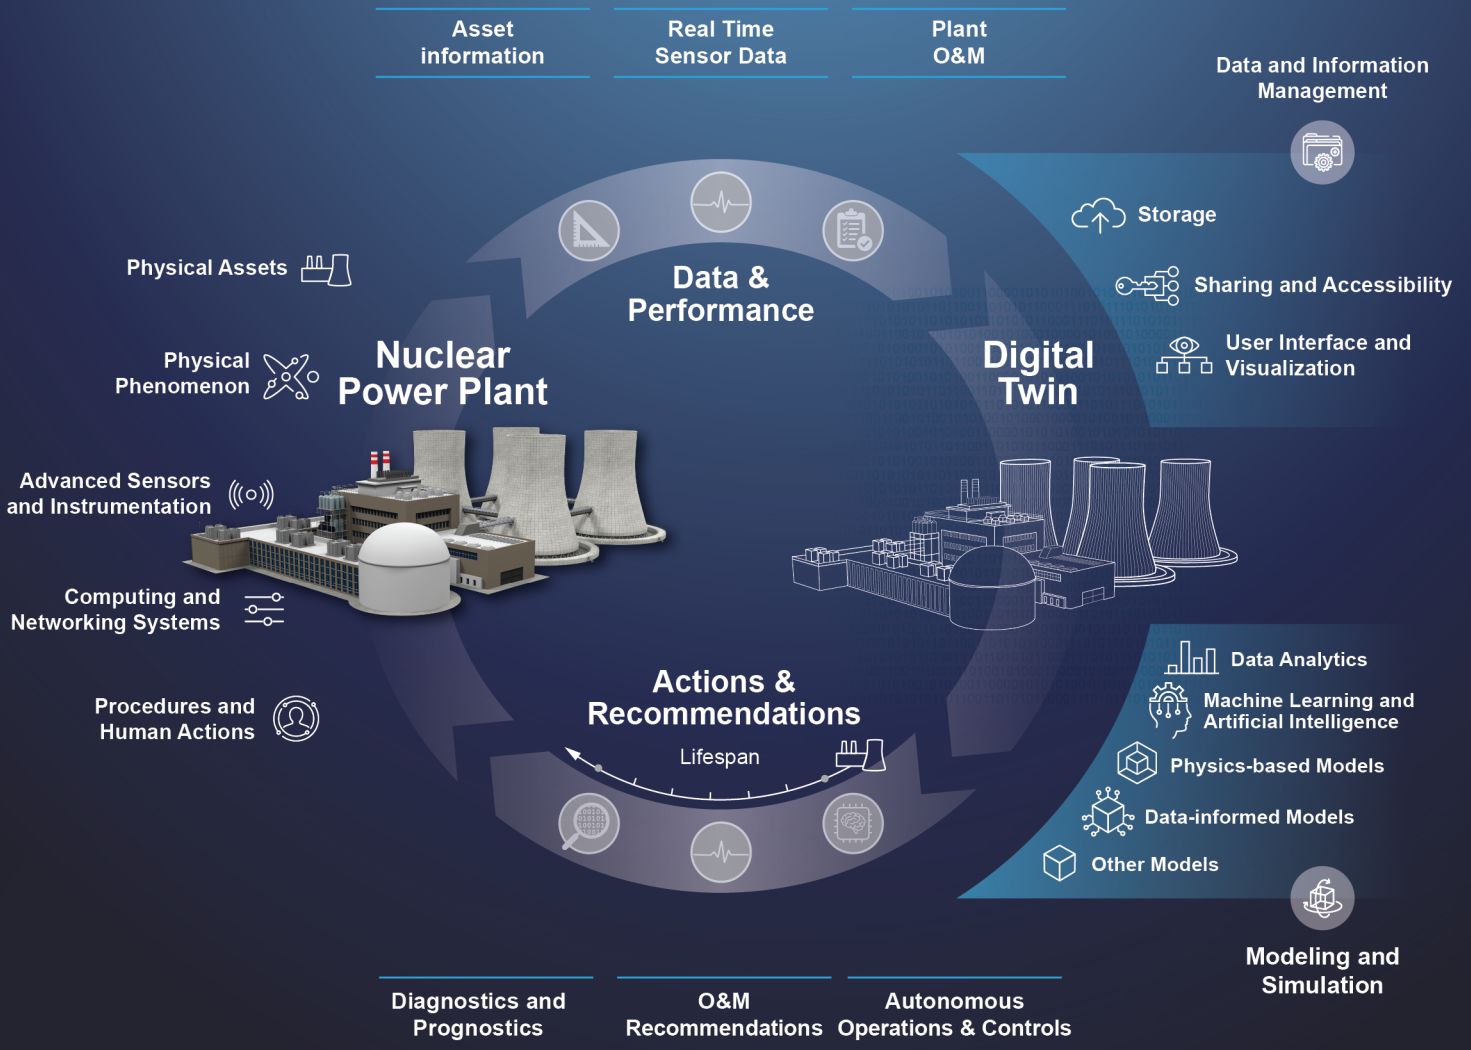 Asset
information
Real Time
Sensor Data
Plant
O&M
Data and Information
Management
Storage
Sharing and Accessibility
User Interface and
Visualization
Physical Assets
Physical
Phenomenon
Advanced Sensors
and Instrumentation
Computing and
Networking Systems
Procedures and
Human Actions
Data &
Performance
Nuclear
Power Plant
Digital
Twin
Actions &
Recommendations
Lifespan
Data Analytics
Machine Learning and
Artificial Intelligence
Physics-based Models
Data-informed Models
Other Models
Modeling and
Simulation
Diagnostics and
Prognostics
O&M
Recommendations
Autonomous
Operations & Controls